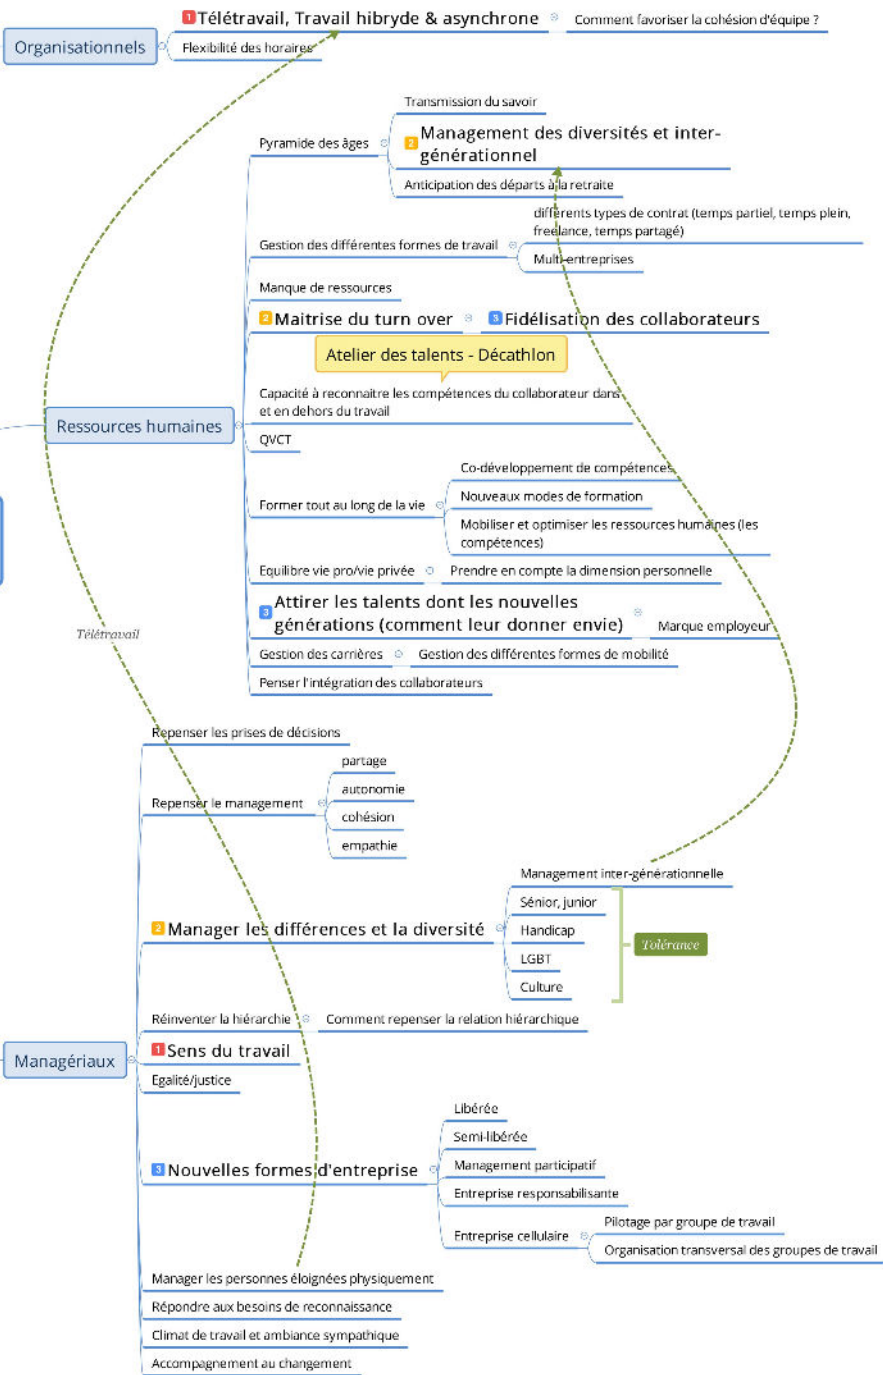 Organisationnels
1 Télétravail, Travail hibryde & asynchrone
Comment favoriser la cohésion d'équipe ?
Flexibilité des horaires
Ressources humaines
Pyramide des âges
Transmission du savoir
2 Management des diversités et inter-
générationnel
Anticipation des départs à la retraite
Gestion des différentes formes de travail
différents types de contrat (temps partiel, temps plein,
freelance, temps partagé)
Multi-entreprises
Manque de ressources
2 Maitrise du turn over
3 Fidélisation des collaborateurs
Atelier des talents - Décathlon
Capacité à reconnaitre les compétences du collaborateur dans
et en dehors du travail
QVCT
Former tout au long de la vie
Co-développement de compétences
Nouveaux modes de formation
Mobiliser et optimiser les ressources humaines (les
compétences)
Equilibre vie pro/vie privée
Prendre en compte la dimension personnelle
3 Attirer les talents dont les nouvelles
générations (comment leur donner envie)
Marque employeur
Gestion des carrières
Gestion des différentes formes de mobilité
Penser l'intégration des collaborateurs
Télétravail
Managériaux
Repenser les prises de décisions
Repenser le management
partage
autonomie
cohésion
empathie
2 Manager les différences et la diversité
Management inter-générationnelle
Sénior, junior
Handicap
LGBT
Culture
Tolérance
Réinventer la hiérarchie
Comment repenser la relation hiérarchique
1 Sens du travail
Egalité/justice
3 Nouvelles formes d'entreprise
Libérée
Semi-libérée
Management participatif
Entreprise responsabilisante
Entreprise cellulaire
Pilotage par groupe de travail
Organisation transversal des groupes de travail
Manager les personnes éloignées physiquement
Répondre aux besoins de reconnaissance
Climat de travail et ambiance sympathique
Accompagnement au changement